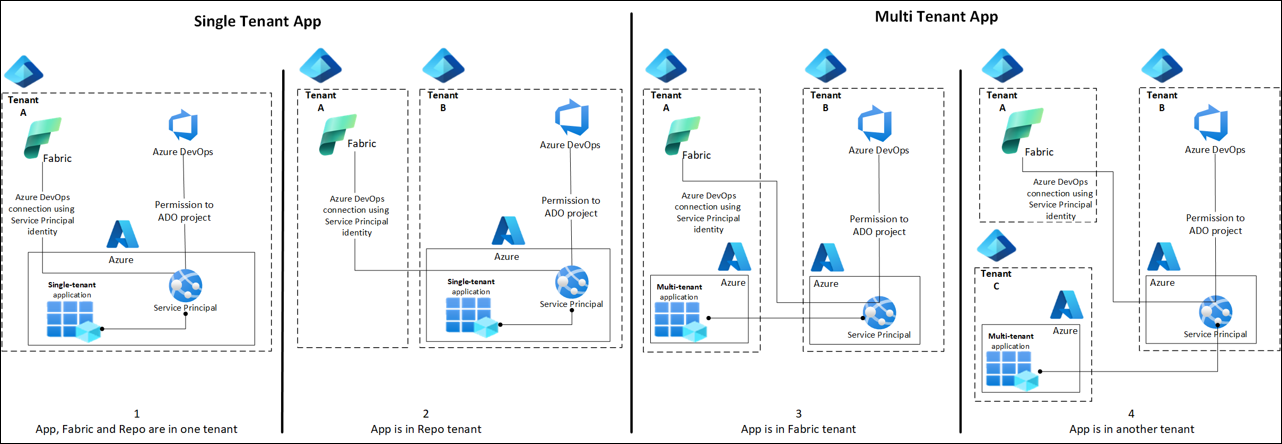 Single Tenant App
Multi Tenant App
Tenant
A
Fabric
Azure DevOps
Azure DevOps
connection using
Service Principal
identity
Permission to
ADO project
Azure
Single-tenant
application
Service Principal
1
App, Fabric and Repo are in one tenant
Tenant
A
Fabric
Azure DevOps
connection using
Service Principal
identity
Tenant
B
Azure DevOps
Permission to
ADO project
Azure
Single-tenant
application
Service Principal
2
App is in Repo tenant
Tenant
A
Fabric
Azure DevOps
connection using
Service Principal
identity
Azure
Multi-tenant
application
Tenant
B
Azure DevOps
Permission to
ADO project
Azure
Service Principal
3
App is in Fabric tenant
Tenant
A
Fabric
Azure DevOps
connection using
Service Principal
identity
Tenant
C
Azure
Multi-tenant
application
Tenant
B
Azure DevOps
Permission to
ADO project
Azure
Service Principal
4
App is in another tenant